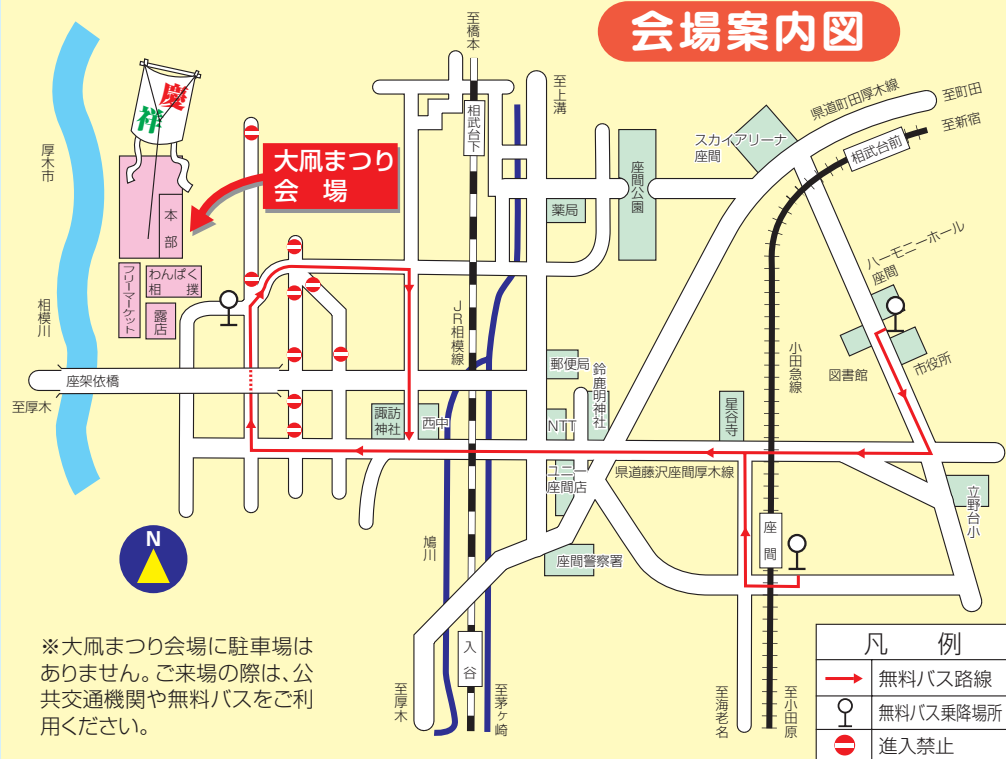 会場案内図
至橋本
至上溝
相武台下
県道町田厚木線
至町田
至新宿
相武台前
スカイアリーナ
座間
座間公園
薬局
慶
祥
大凧まつり
会 場
厚木市
本部
フリーマーケット
わんぱく
相 撲
露店
相模川
JR相模線
ハーモニーホール
座間
小田急線
図書館
市役所
座架依橋
至厚木
郵便局
鈴鹿明神社
諏訪
神社
西中
NTT
星谷寺
ユニー
座間店
県道藤沢座間厚木線
立野台小
座間
鳩川
座間警察署
N
入谷
至厚木
至茅ヶ崎
至海老名
至小田原
※大凧まつり会場に駐車場は
ありません。ご来場の際は、公
共交通機関や無料バスをご利
用ください。
凡 例
無料バス路線
無料バス乗降場所
進入禁止